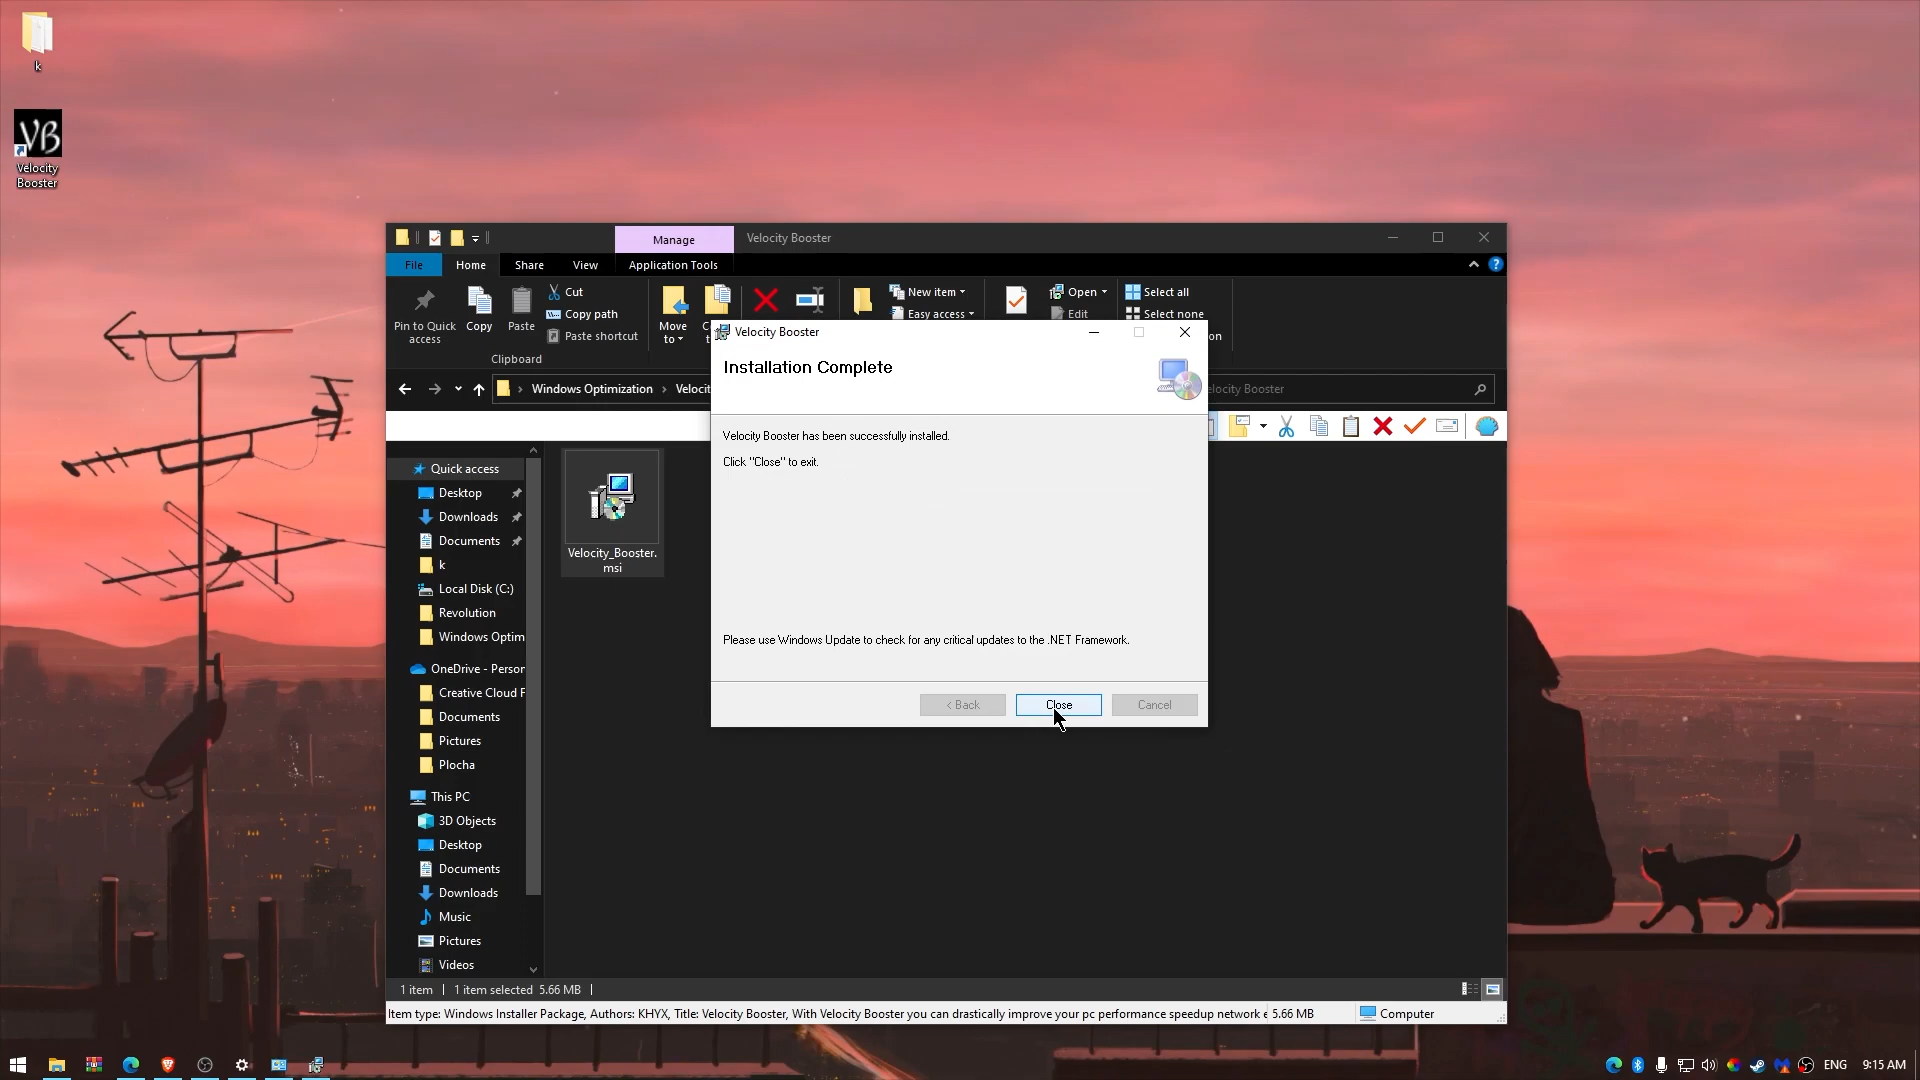 k
VB
Velocity
Booster
Manage
Velocity Booster
File
Home
Share
View
Application Tools
Pin to Quick
access
Copy
Paste
Cut
Copy path
Paste shortcut
Clipboard
Move
to
New item
Easy access
Open
Edit
Select all
Select none
Velocity Booster
Installation Complete
Windows Optimization
Velocit
elocity Booster
Velocity Booster has been successfully installed.
Click "Close" to exit.
Please use Windows Update to check for any critical updates to the .NET Framework.
< Back
Close
Cancel
Quick access
Desktop
Downloads
Documents
k
Local Disk (C:)
Revolution
Windows Optim
OneDrive - Person
Creative Cloud F
Documents
Pictures
Plocha
This PC
3D Objects
Desktop
Documents
Downloads
Music
Pictures
Videos
Velocity_Booster.
msi
1 item
1 item selected 5.66 MB
Item type: Windows Installer Package, Authors: KHYX, Title: Velocity Booster, With Velocity Booster you can drastically improve your pc performance speedup network e
5.66 MB
Computer
ENG
9:15 AM